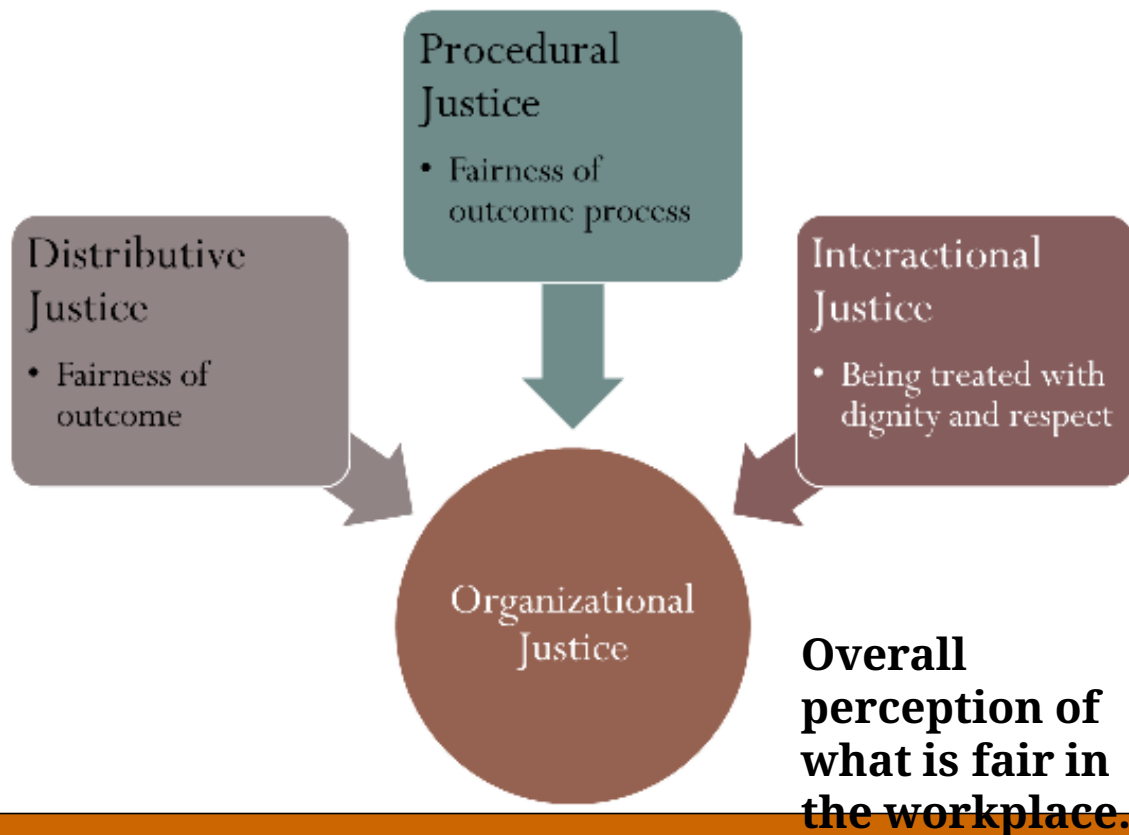 Procedural
Justice
• Fairness of
outcome process
Distributive
Justice
• Fairness of
outcome
Interactional
Justice
• Being treated with
dignity and respect
Organizational
Justice
Overall
perception of
what is fair in
the workplace.